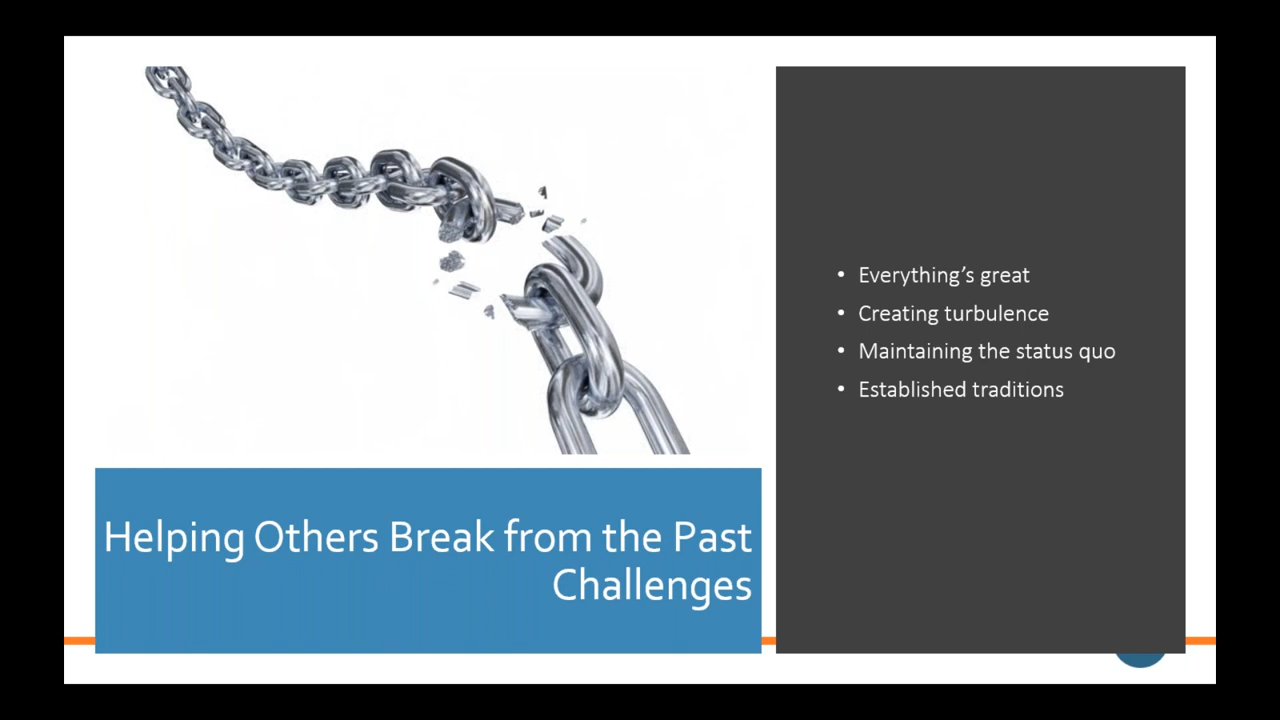 Helping Others Break from the Past
Challenges
• Everything’s great
• Creating turbulence
• Maintaining the status quo
• Established traditions